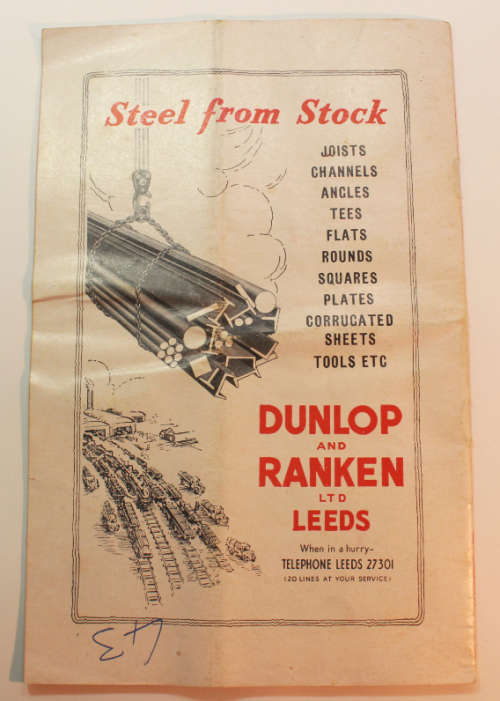 Steel from Stock
JOISTS
CHANNELS
ANGLES
TEES
FLATS
ROUNDS
SQUARES
PLATES
CORRUGATED
SHEETS
TOOLS ETC
DUNLOP
AND
RANKEN
LTD
LEEDS
When in a hurry-
TELEPHONE LEEDS 27301
(20 LINES AT YOUR SERVICE)